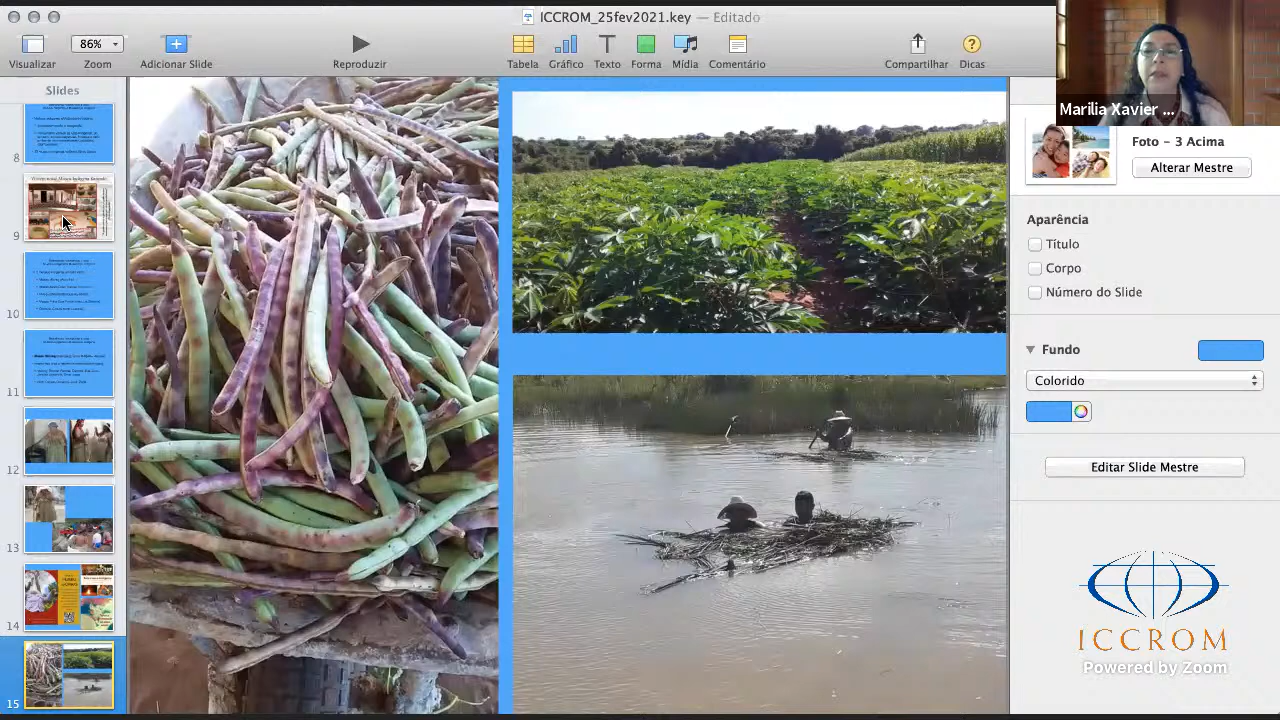 ICCROM_25fev2021.key — Editado
Visualizar
86%
Zoom
Adicionar Slide
Reproduzir
Tabela
Gráfico
Texto
Forma
Mídia
Comentário
Compartilhar
Dicas
Marilia Xavier ...
Slides
8
9
10
11
12
13
14
15
Foto – 3 Acima
Alterar Mestre
Aparência
Título
Corpo
Número do Slide
Fundo
Colorido
Editar Slide Mestre
ICCROM
Powered by Zoom